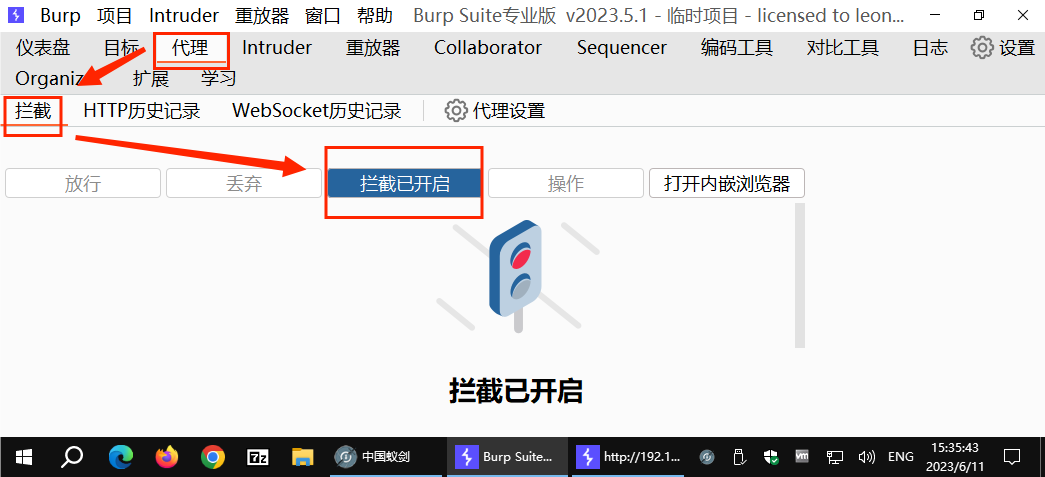 Burp 项目 Intruder 重放器 窗口 帮助 Burp Suite专业版 v2023.5.1 - 临时项目 - licensed to leon...
仪表盘 目标 代理 Intruder 重放器 Collaborator Sequencer 编码工具 对比工具 日志 设置
Organiz 扩展 学习
拦截 HTTP历史记录 WebSocket历史记录 代理设置
放行 丢弃 拦截已开启 操作 打开内嵌浏览器
拦截已开启
7z 中国蚁剑 Burp Suite... http://192.1... vm ENG 15:35:43
2023/6/11